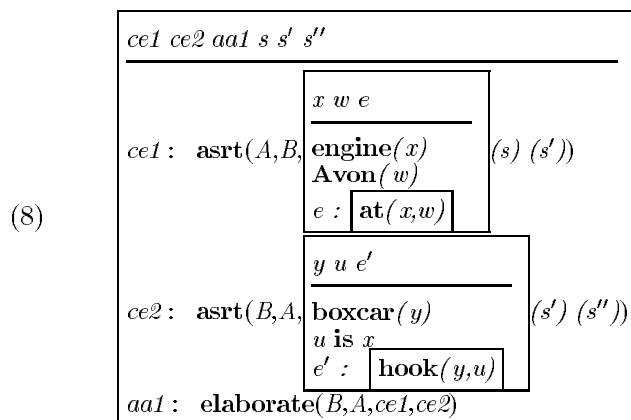 ce1 ce2 aa1 s s′ s″
x w e
ce1 : asrt(A,B, engine(x) (s) (s′))
Avon(w)
e : at(x,w)
(8)
y u e′
ce2 : asrt(B,A, boxcar(y) (s′) (s″))
u is x
e′ : hook(y,u)
aa1 : elaborate(B,A,ce1,ce2)